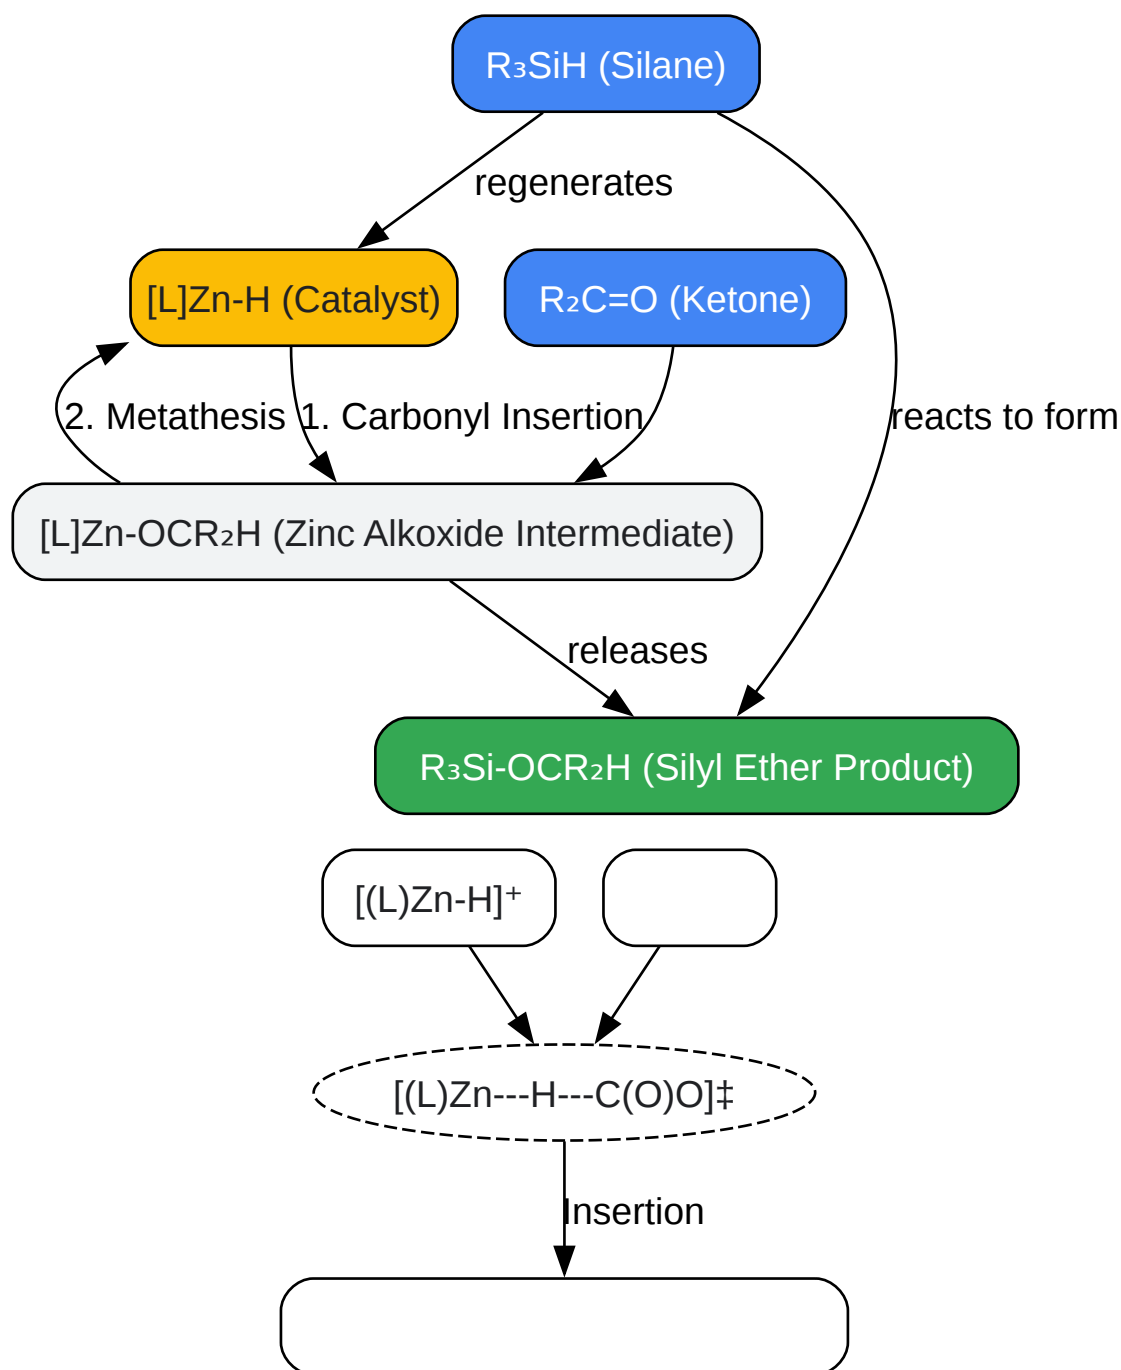 R₃SiH (Silane)
regenerates
[L]Zn-H (Catalyst)
R₂C=O (Ketone)
2. Metathesis
1. Carbonyl Insertion
reacts to form
[L]Zn-OCR₂H (Zinc Alkoxide Intermediate)
releases
R₃Si-OCR₂H (Silyl Ether Product)
[(L)Zn-H]⁺
[(L)Zn---H---C(O)O]‡
Insertion